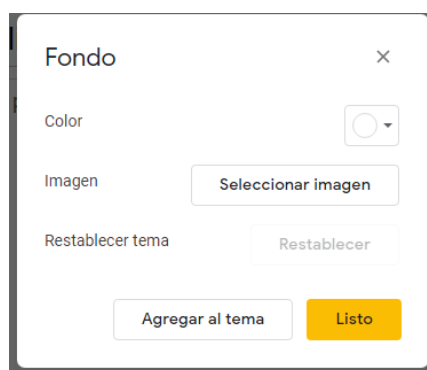 Fondo
Color
Imagen
Seleccionar imagen
Restablecer tema
Restablecer
Agregar al tema
Listo